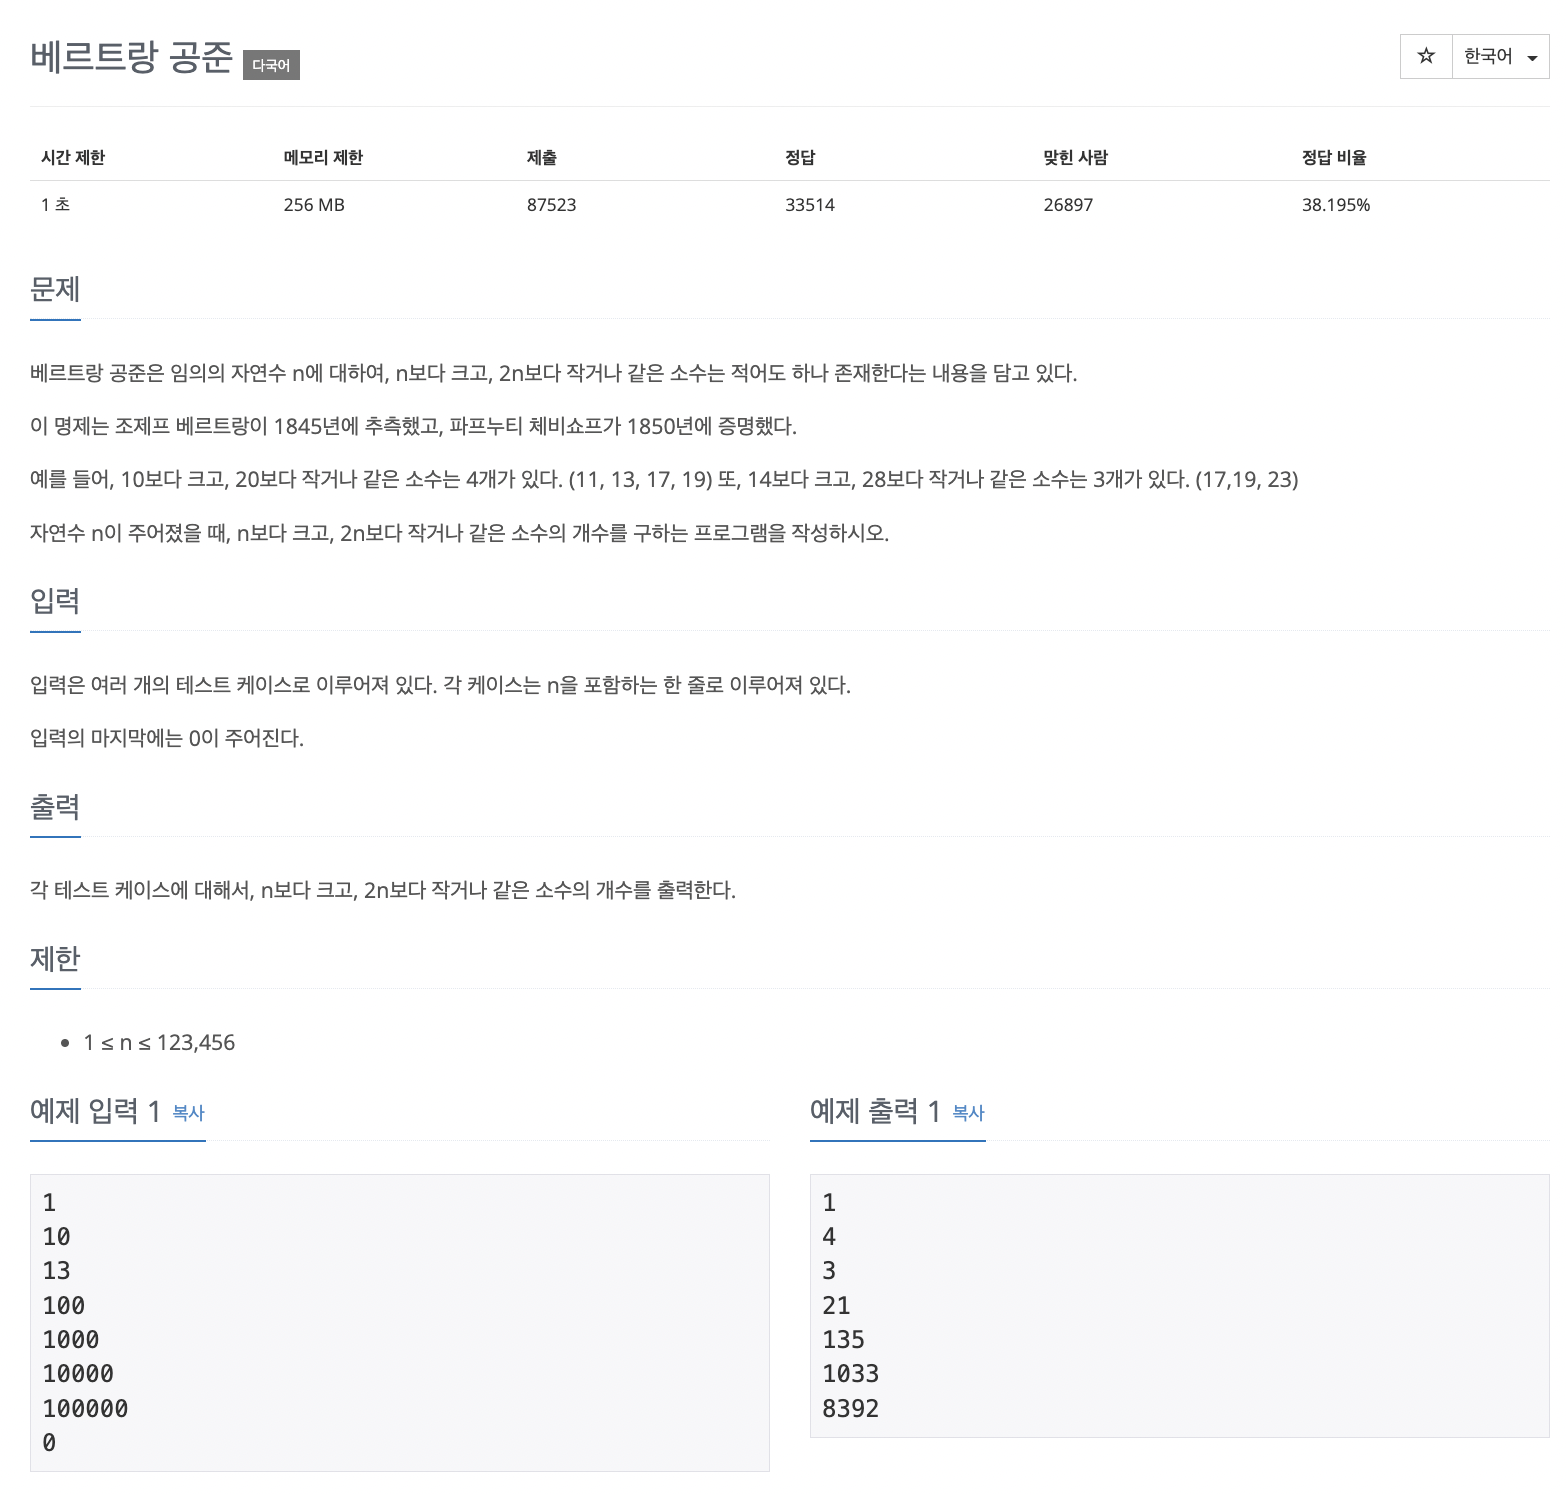 베르트랑 공준 다국어
☆ 한국어
시간 제한 메모리 제한 제출 정답 맞힌 사람 정답 비율
1 초 256 MB 87523 33514 26897 38.195%
문제
베르트랑 공준은 임의의 자연수 n에 대하여, n보다 크고, 2n보다 작거나 같은 소수는 적어도 하나 존재한다는 내용을 담고 있다.
이 명제는 조제프 베르트랑이 1845년에 추측했고, 파프누티 체비쇼프가 1850년에 증명했다.
예를 들어, 10보다 크고, 20보다 작거나 같은 소수는 4개가 있다. (11, 13, 17, 19) 또, 14보다 크고, 28보다 작거나 같은 소수는 3개가 있다. (17,19, 23)
자연수 n이 주어졌을 때, n보다 크고, 2n보다 작거나 같은 소수의 개수를 구하는 프로그램을 작성하시오.
입력
입력은 여러 개의 테스트 케이스로 이루어져 있다. 각 케이스는 n을 포함하는 한 줄로 이루어져 있다.
입력의 마지막에는 0이 주어진다.
출력
각 테스트 케이스에 대해서, n보다 크고, 2n보다 작거나 같은 소수의 개수를 출력한다.
제한
• 1 ≤ n ≤ 123,456
예제 입력 1 복사
1
10
13
100
1000
10000
100000
0
예제 출력 1 복사
1
4
3
21
135
1033
8392